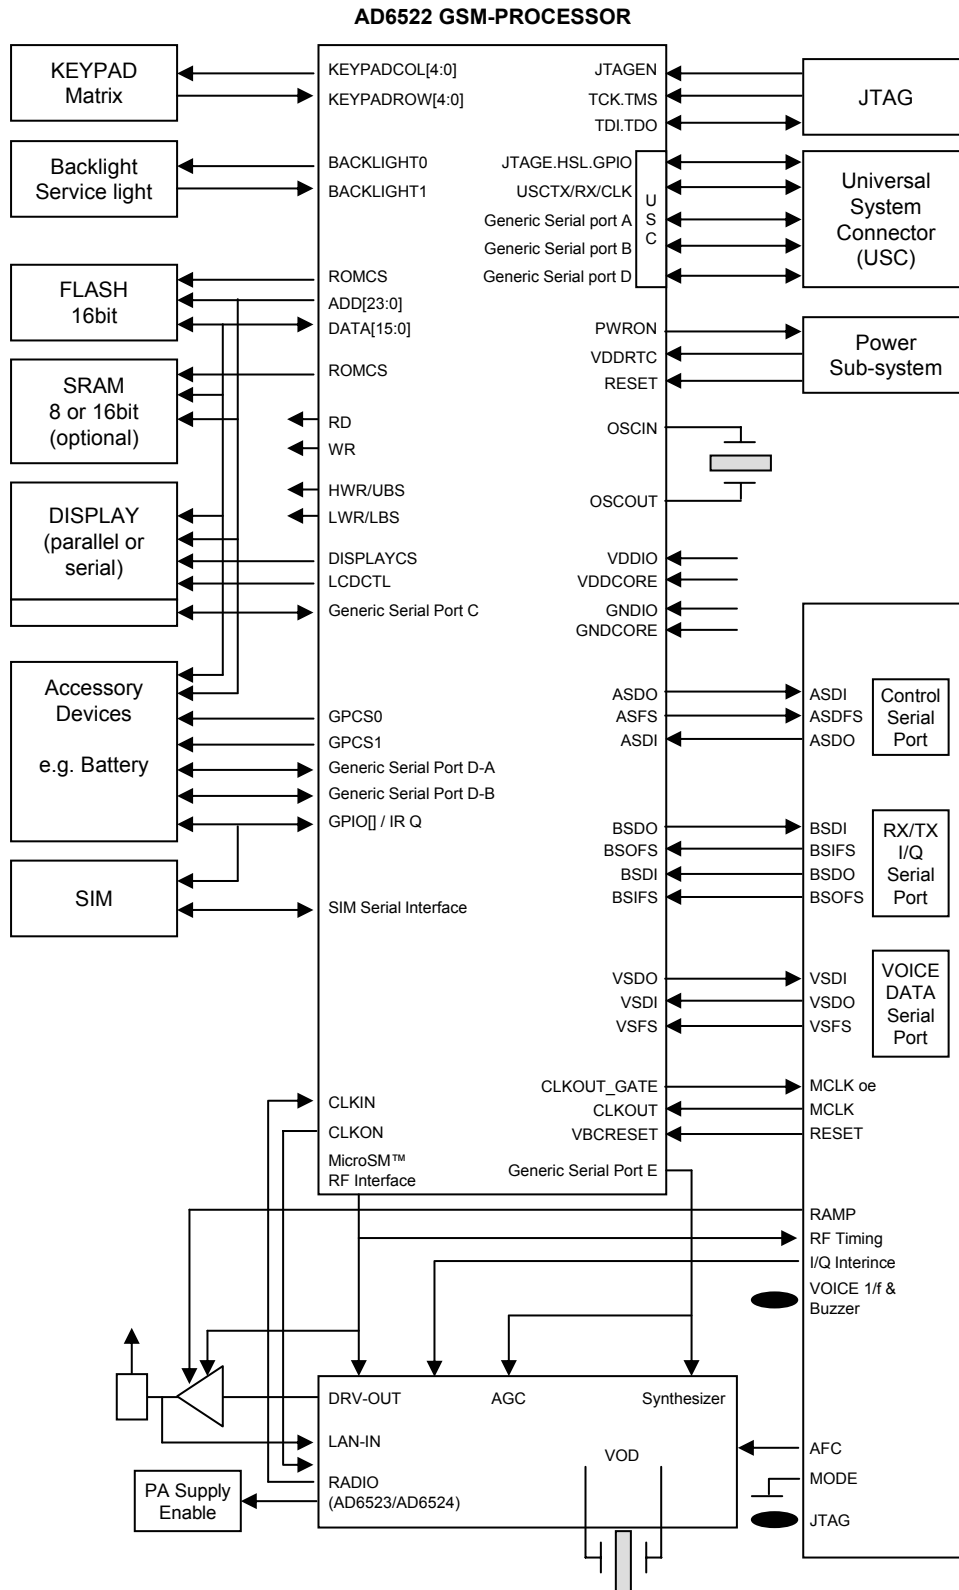 AD6522 GSM-PROCESSOR
KEYPAD
Matrix
KEYPADCOL[4:0]
KEYPADROW[4:0]
JTAGEN
TCK.TMS
TDI.TDO
JTAG
Backlight
Service light
BACKLIGHT0
BACKLIGHT1
JTAGE.HSL.GPIO
USCTX/RX/CLK
Generic Serial port A
Generic Serial port B
Generic Serial port D
U
S
C
Universal
System
Connector
(USC)
FLASH
16bit
ROMCS
ADD[23:0]
DATA[15:0]
PWRON
VDDRTC
RESET
Power
Sub-system
SRAM
8 or 16bit
(optional)
ROMCS
RD
WR
OSCIN
OSCOUT
HWR/UBS
LWR/LBS
DISPLAY
(parallel or
serial)
DISPLAYCS
LCDCTL
Generic Serial Port C
VDDIO
VDDCORE
GNDIO
GNDCORE
Accessory
Devices
e.g. Battery
GPCS0
GPCS1
Generic Serial Port D-A
Generic Serial Port D-B
GPIO[] / IR Q
ASDO
ASFS
ASDI
ASDI
ASDFS
ASDO
Control
Serial
Port
BSDO
BSOFS
BSDI
BSIFS
BSDI
BSIFS
BSDO
BSOFS
RX/TX
I/Q
Serial
Port
SIM
SIM Serial Interface
VSDO
VSDI
VSFS
VSDI
VSDO
VSFS
VOICE
DATA
Serial
Port
CLKIN
CLKON
MicroSM™
RF Interface
CLKOUT_GATE
CLKOUT
VBCRESET
Generic Serial Port E
MCLK oe
MCLK
RESET
RAMP
RF Timing
I/Q Interince
VOICE 1/f &
Buzzer
DRV-OUT
AGC
Synthesizer
LAN-IN
VOD
RADIO
(AD6523/AD6524)
PA Supply
Enable
AFC
MODE
JTAG